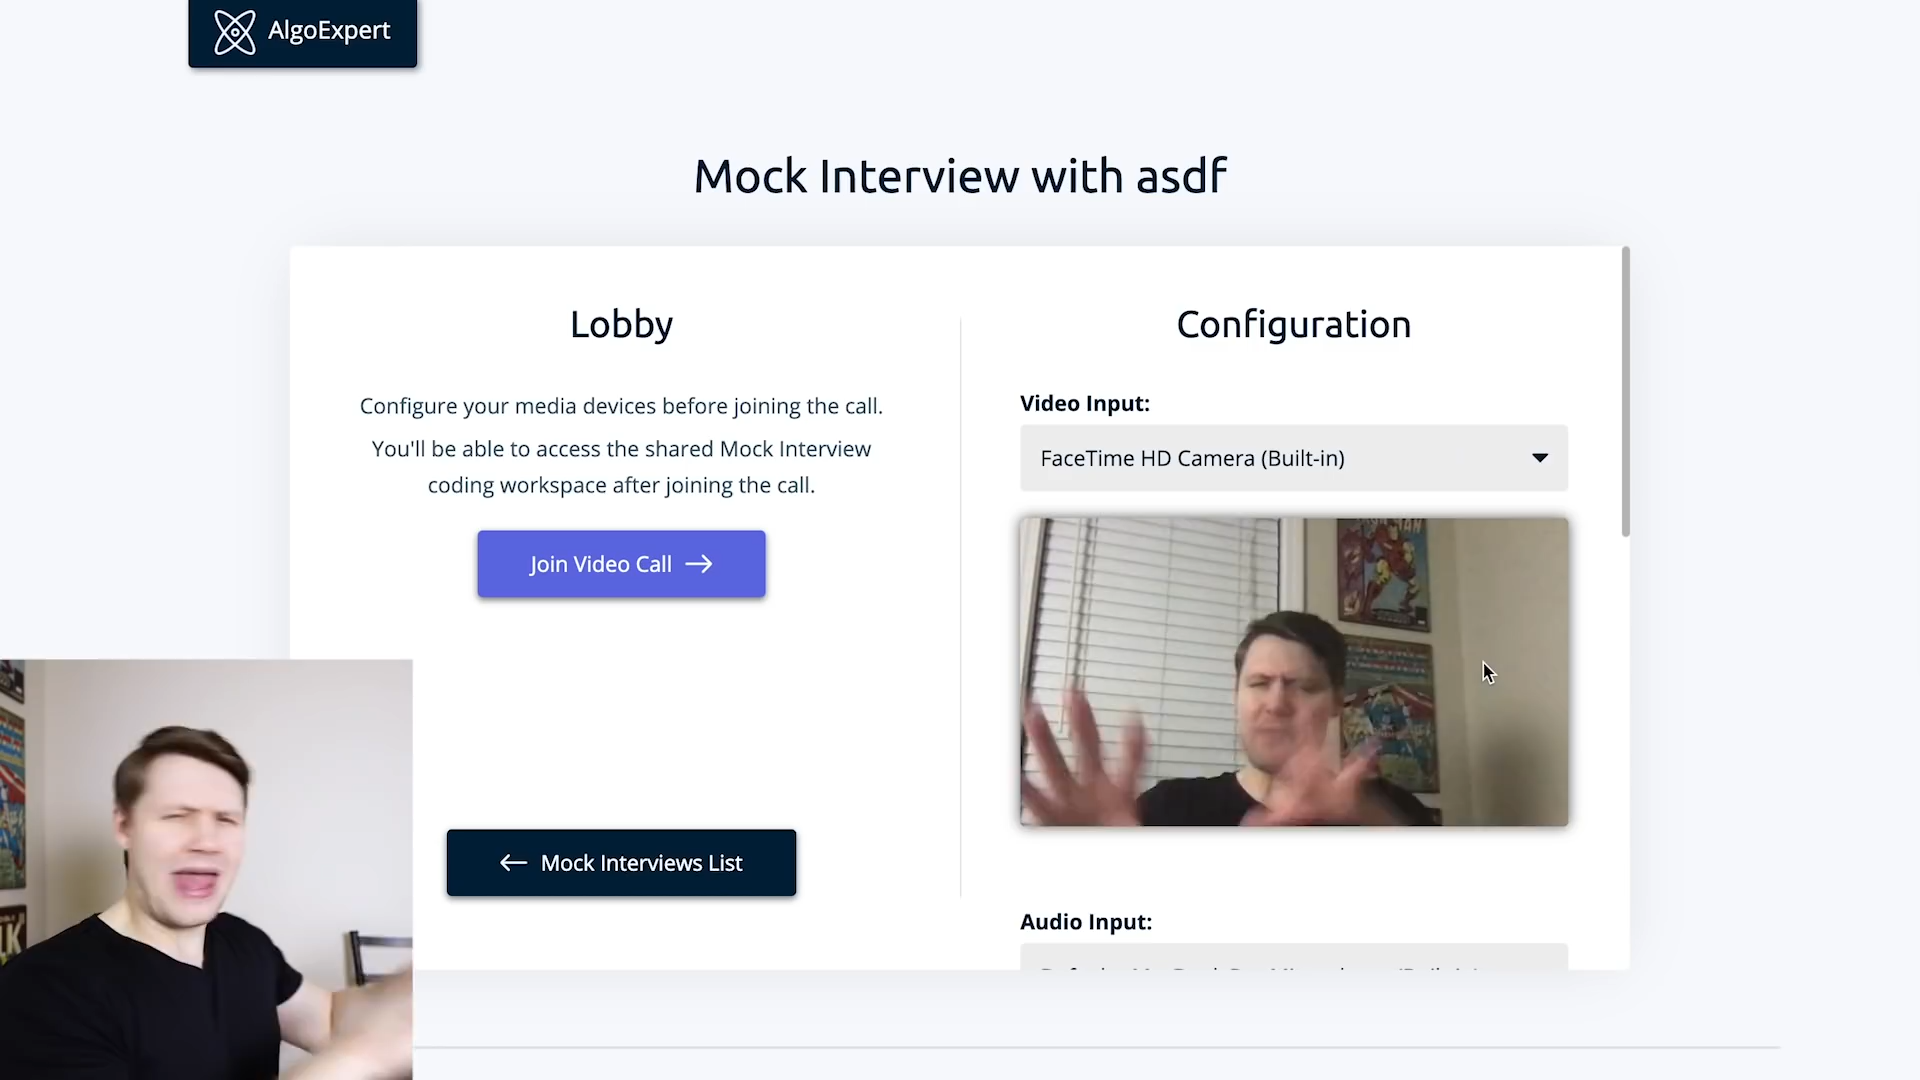 AlgoExpert
Mock Interview with asdf
Lobby
Configure your media devices before joining the call.
You'll be able to access the shared Mock Interview
coding workspace after joining the call.
Join Video Call
Mock Interviews List
Configuration
Video Input:
FaceTime HD Camera (Built-in)
Audio Input: